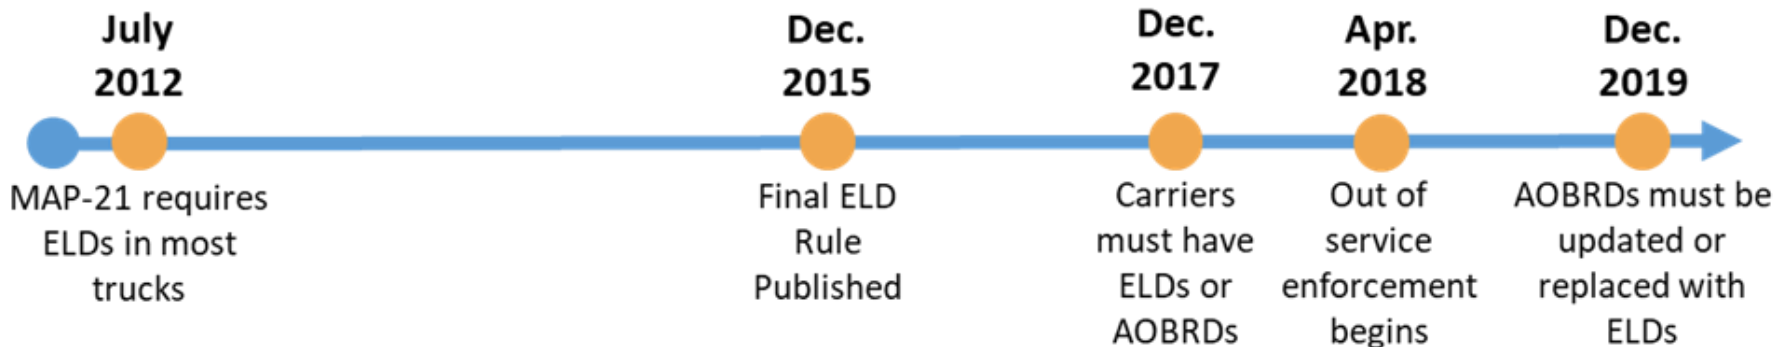 July
2012
MAP-21 requires
ELDs in most
trucks
Dec.
2015
Final ELD
Rule
Published
Dec.
2017
Carriers
must have
ELDs or
AOBRDs
Apr.
2018
Out of
service
enforcement
begins
Dec.
2019
AOBRDs must be
updated or
replaced with
ELDs